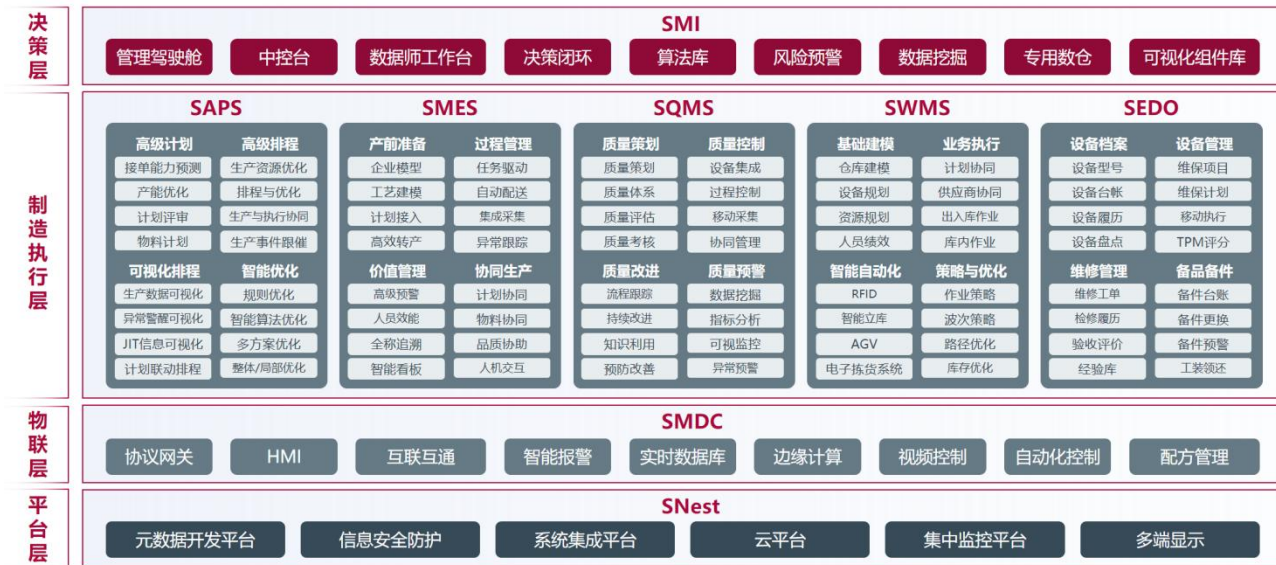 决策层
SMI
管理驾驶舱 中控台 数据师工作台 决策闭环 算法库 风险预警 数据挖掘 专用数仓 可视化组件库
制造执行层
SAPS SMES SQMS SWMS SEDO
高级计划 高级排程 产前准备 过程管理 质量策划 质量控制 基础建模 业务执行 设备档案 设备管理
接单能力预测 生产资源优化 企业模型 任务驱动 质量策划 设备集成 仓库建模 计划协同 设备型号 维保项目
产能优化 排程与优化 工艺建模 自动配送 质量体系 过程控制 设备规划 供应商协同 设备台帐 维保计划
计划评审 生产与执行协同 计划接入 集成采集 质量评估 移动采集 资源规划 出入库作业 设备履历 移动执行
物料计划 生产事件跟催 高效转产 异常跟踪 质量考核 协同管理 人员绩效 库内作业 设备盘点 TPM评分
可视化排程 智能优化 价值管理 协同生产 质量改进 质量预警 智能自动化 策略与优化 维修管理 备品备件
生产数据可视化 规则优化 高级预警 计划协同 流程跟踪 数据挖掘 RFID 作业策略 维修工单 备件台账
异常警醒可视化 智能算法优化 人员效能 物料协同 持续改进 指标分析 智能立库 波次策略 检修履历 备件更换
JIT信息可视化 多方案优化 全称追溯 品质协助 知识利用 可视监控 AGV 路径优化 验收评价 备件预警
计划联动排程 整体/局部优化 智能看板 人机交互 预防改善 异常预警 电子拣货系统 库存优化 经验库 工装领还
物联层
SMDC
协议网关 HMI 互联互通 智能报警 实时数据库 边缘计算 视频控制 自动化控制 配方管理
平台层
SNest
元数据开发平台 信息安全防护 系统集成平台 云平台 集中监控平台 多端显示